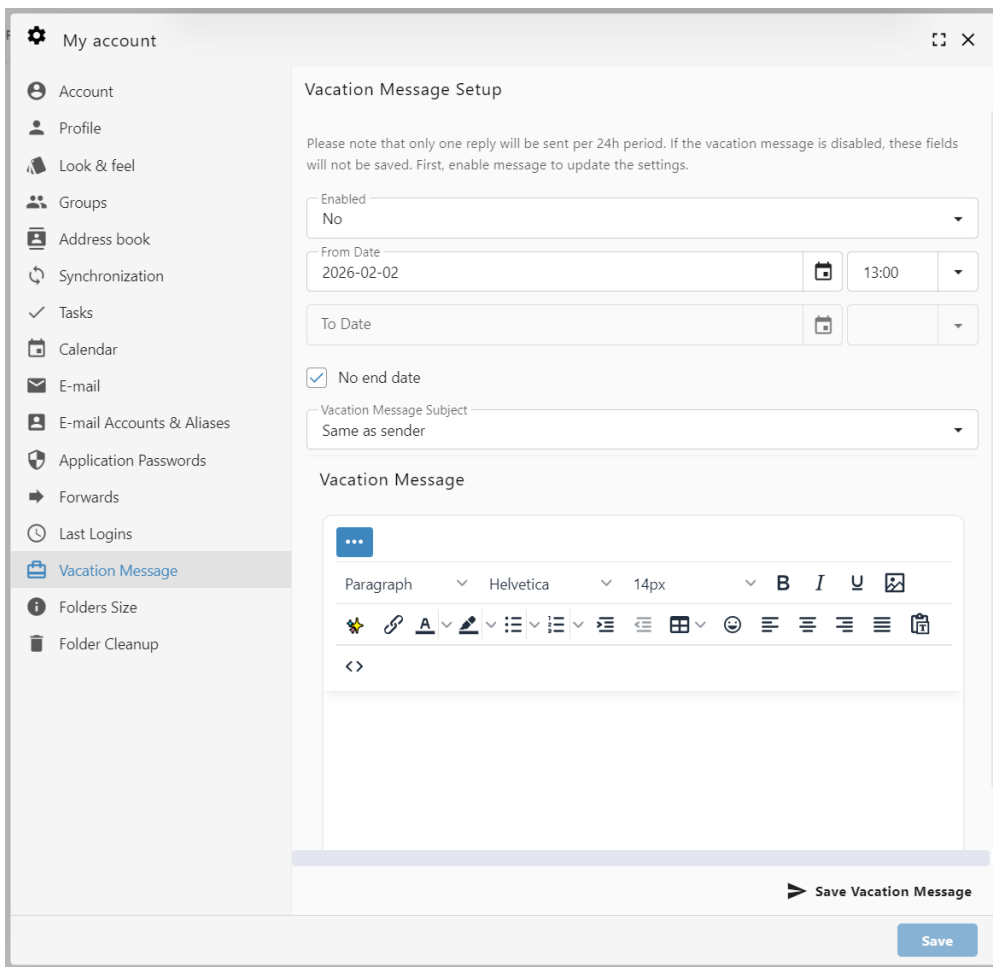 My account
Account
Profile
Look & feel
Groups
Address book
Synchronization
Tasks
Calendar
E-mail
E-mail Accounts & Aliases
Application Passwords
Forwards
Last Logins
Vacation Message
Folders Size
Folder Cleanup
Vacation Message Setup
Please note that only one reply will be sent per 24h period. If the vacation message is disabled, these fields
will not be saved. First, enable message to update the settings.
Enabled
No
From Date
2026-02-02 13:00
To Date
No end date
Vacation Message Subject
Same as sender
Vacation Message
Paragraph Helvetica 14px B I U
A
Save Vacation Message
Save